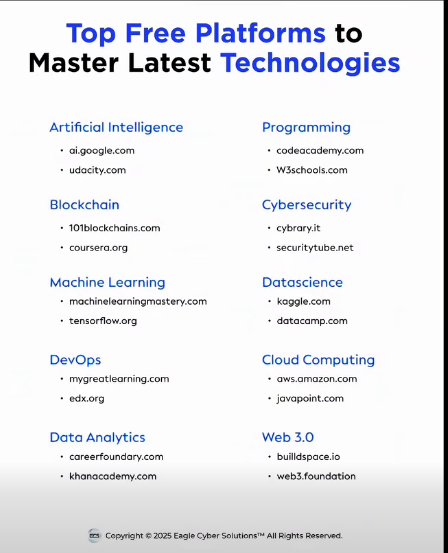 Top Free Platforms to
Master Latest Technologies
Artificial Intelligence
• ai.google.com
• udacity.com
Programming
• codeacademy.com
• W3schools.com
Blockchain
• 101blockchains.com
• coursera.org
Cybersecurity
• cybrary.it
• securitytube.net
Machine Learning
• machinelearningmastery.com
• tensorflow.org
Datascience
• kaggle.com
• datacamp.com
DevOps
• mygreatlearning.com
• edx.org
Cloud Computing
• aws.amazon.com
• javapoint.com
Data Analytics
• careerfoundary.com
• khanacademy.com
Web 3.0
• builldspace.io
• web3.foundation
ECS Copyright © 2025 Eagle Cyber Solutions™ All Rights Reserved.